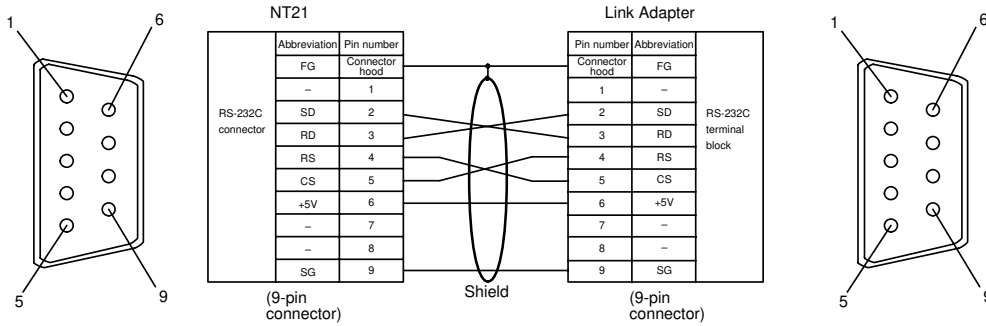 NT21
Link Adapter
1
6
1
6
Abbreviation Pin number
Pin number Abbreviation
FG Connector hood
Connector hood FG
– 1
1 –
RS-232C connector
SD 2
2 SD
RS-232C terminal block
RD 3
3 RD
RS 4
4 RS
CS 5
5 CS
+5V 6
6 +5V
– 7
7 –
– 8
8 –
SG 9
9 SG
5
9
5
9
Shield
(9-pin
connector)
(9-pin
connector)